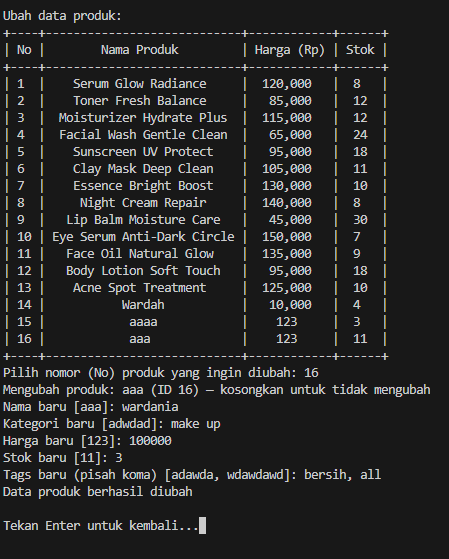 Ubah data produk:
+----+---------------------------+------------+------+
| No |        Nama Produk        | Harga (Rp) | Stok |
+----+---------------------------+------------+------+
| 1  |    Serum Glow Radiance    |  120,000   | 8    |
| 2  |    Toner Fresh Balance    |   85,000   | 12   |
| 3  |  Moisturizer Hydrate Plus |  115,000   | 12   |
| 4  |  Facial Wash Gentle Clean |   65,000   | 24   |
| 5  |    Sunscreen UV Protect   |   95,000   | 18   |
| 6  |    Clay Mask Deep Clean   |  105,000   | 11   |
| 7  |   Essence Bright Boost    |  130,000   | 10   |
| 8  |     Night Cream Repair    |  140,000   | 8    |
| 9  |   Lip Balm Moisture Care  |   45,000   | 30   |
| 10 | Eye Serum Anti-Dark Circle |  150,000   | 7    |
| 11 |   Face Oil Natural Glow   |  135,000   | 9    |
| 12 |   Body Lotion Soft Touch  |   95,000   | 18   |
| 13 |    Acne Spot Treatment    |  125,000   | 10   |
| 14 |           Wardah          |   10,000   | 4    |
| 15 |            aaaa           |    123     | 3    |
| 16 |            aaa            |    123     | 11   |
+----+---------------------------+------------+------+
Pilih nomor (No) produk yang ingin diubah: 16
Mengubah produk: aaa (ID 16) — kosongkan untuk tidak mengubah
Nama baru [aaa]: wardania
Kategori baru [adwdad]: make up
Harga baru [123]: 100000
Stok baru [11]: 3
Tags baru (pisah koma) [adawda, wdawdawd]: bersih, all
Data produk berhasil diubah
Tekan Enter untuk kembali...